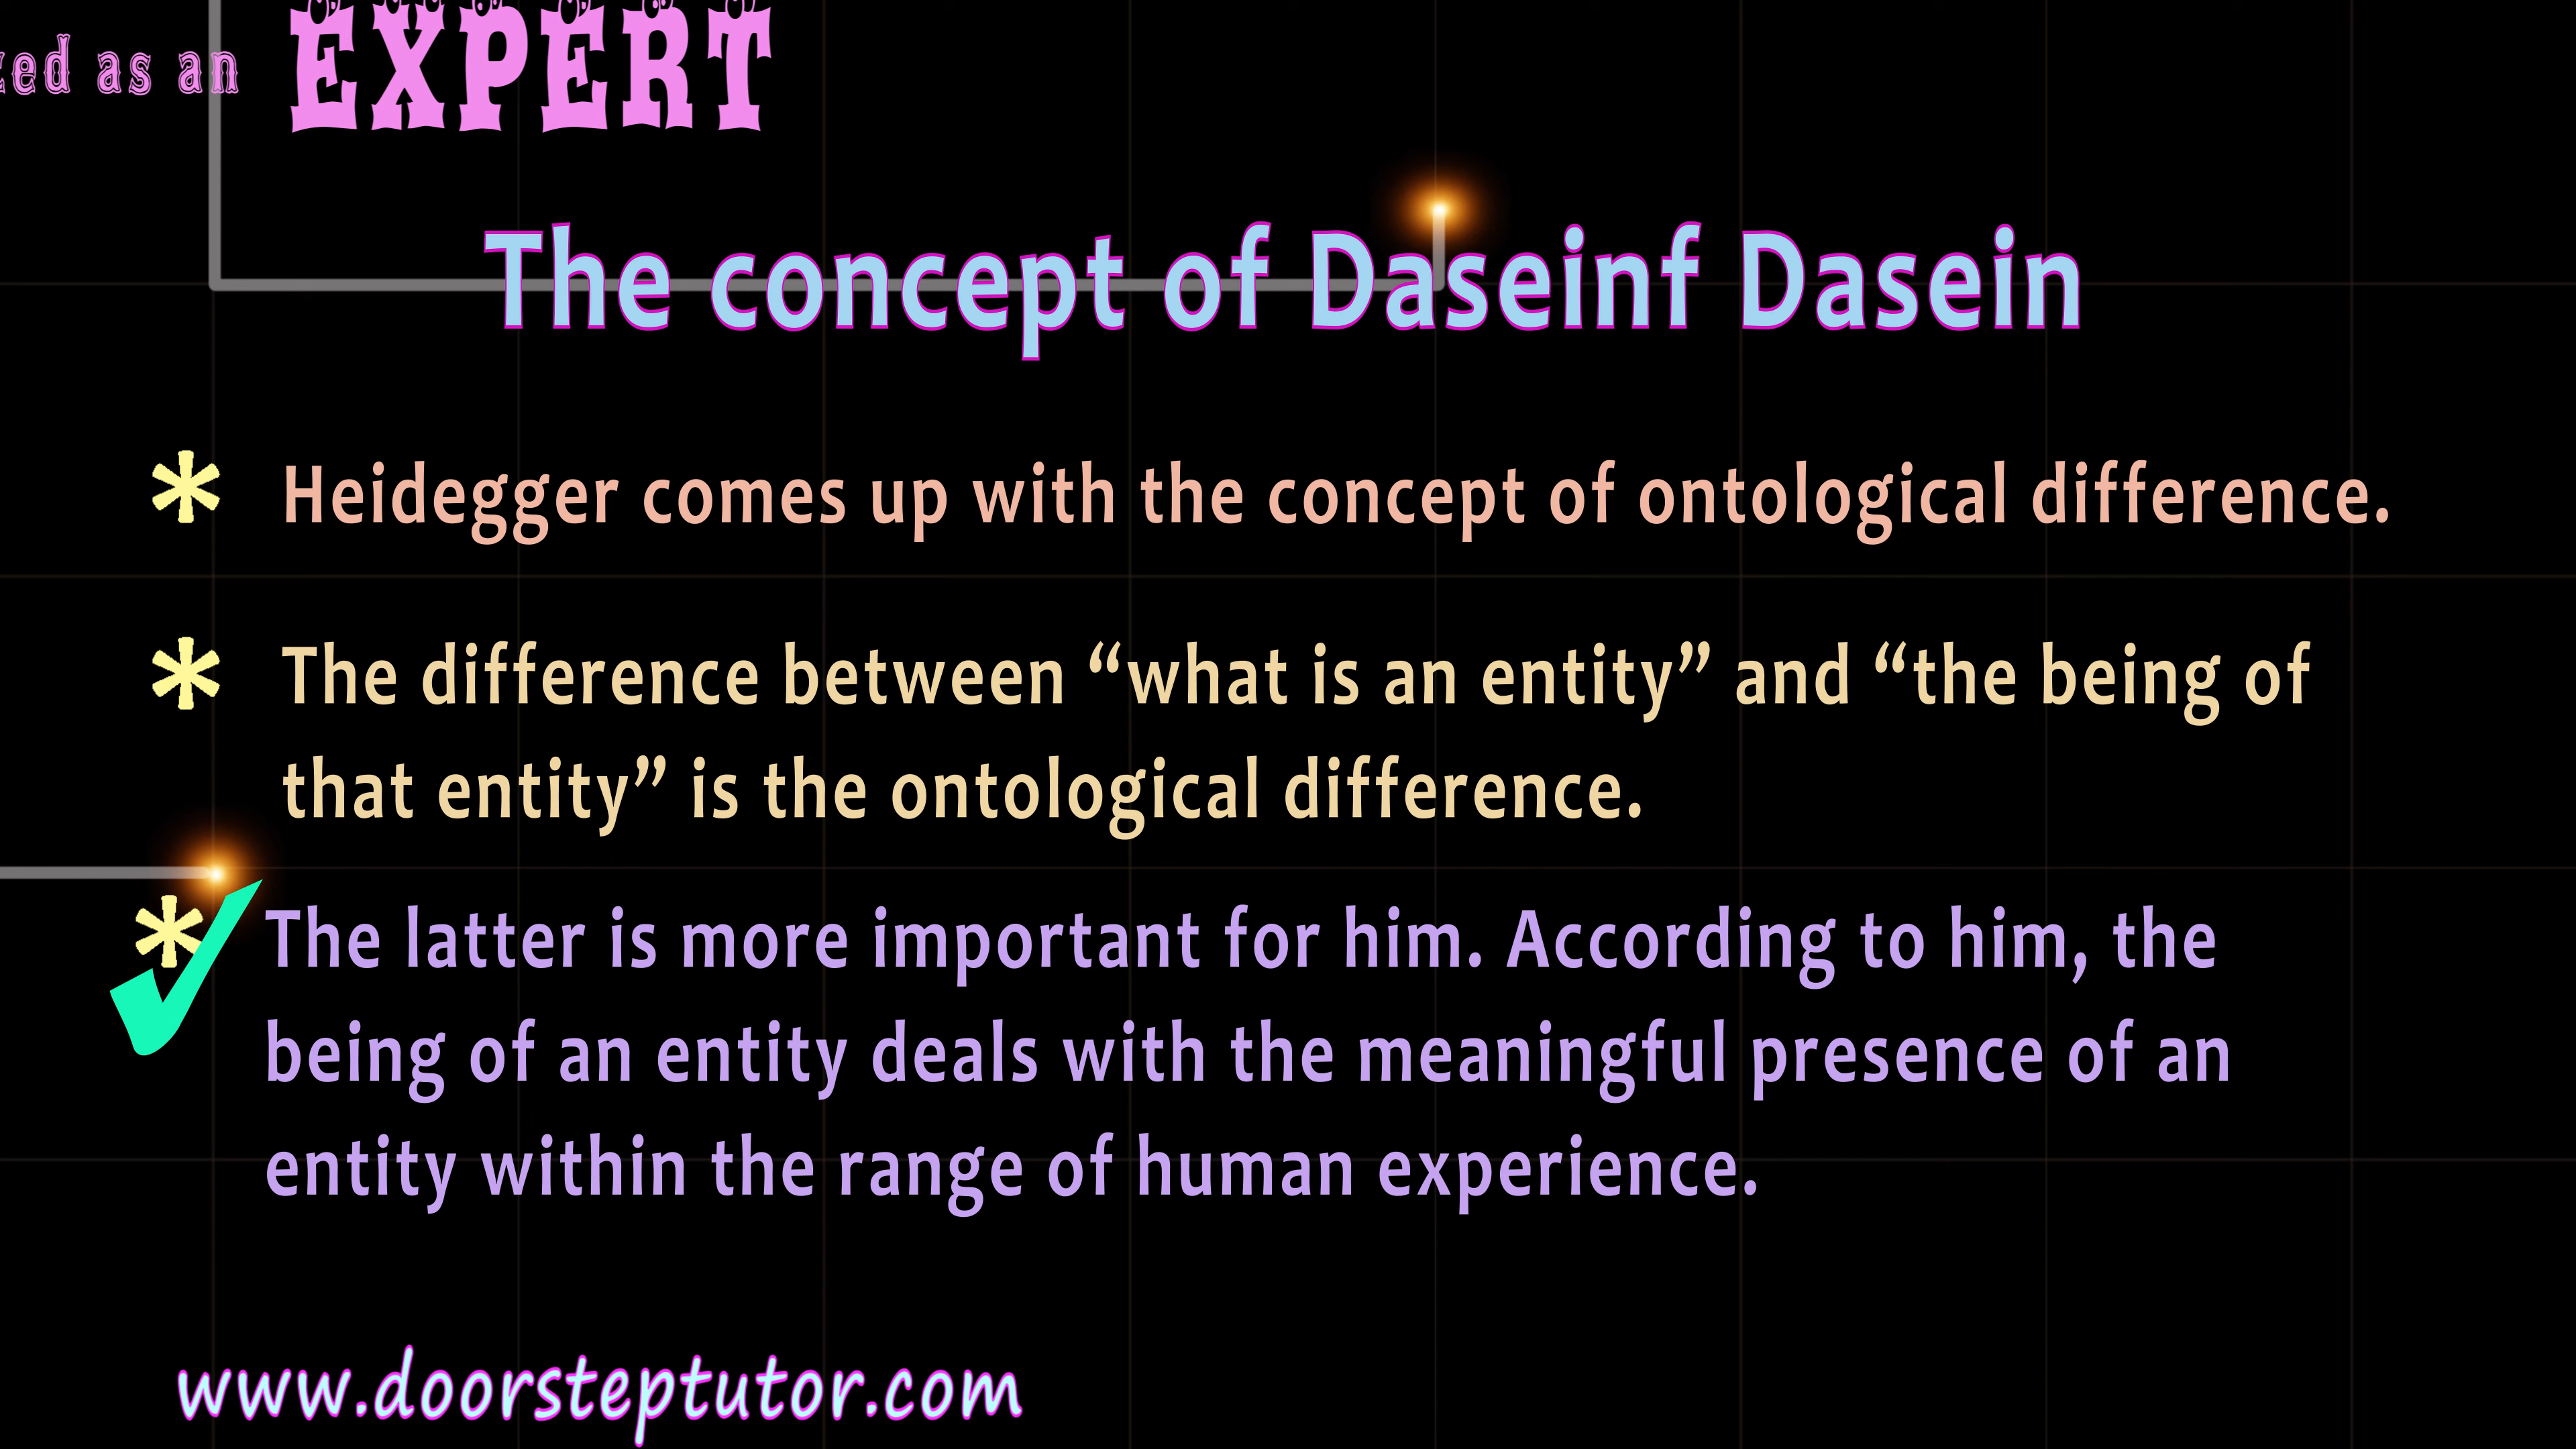 as an EXPERT
The concept of Daseinf Dasein
* Heidegger comes up with the concept of ontological difference.
* The difference between “what is an entity” and “the being of
that entity” is the ontological difference.
* The latter is more important for him. According to him, the
being of an entity deals with the meaningful presence of an
entity within the range of human experience.
www.doorsteptutor.com